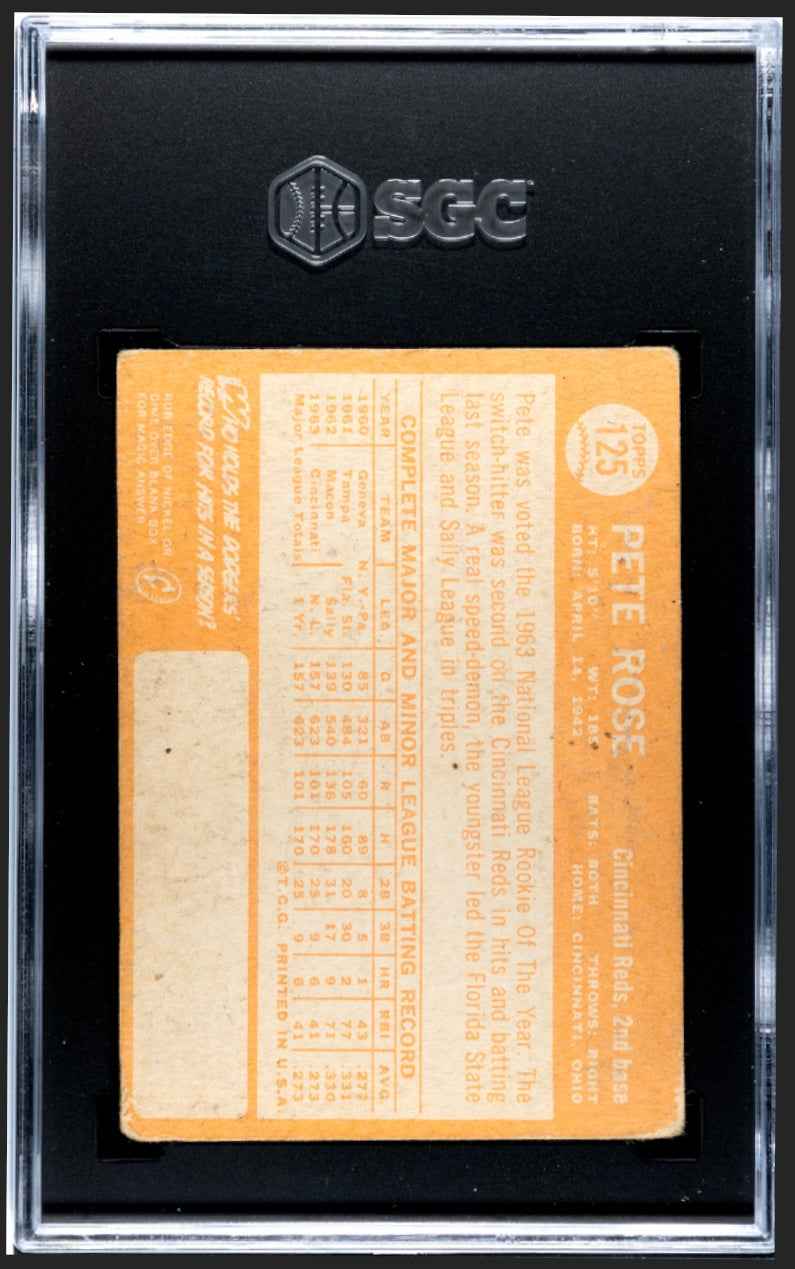 SGC
TOPPS
125
PETE ROSE Cincinnati Reds, 2nd base
HT: 5'10" WT: 185 BATS: BOTH THROWS: RIGHT
BORN: APRIL 14, 1942 HOME: CINCINNATI, OHIO
Pete was voted the 1963 National League Rookie Of The Year. The
switch-hitter was second on the Cincinnati Reds in hits and batting
last season. A real speed-demon, the youngster led the Florida State
League and Sally League in triples.
COMPLETE MAJOR AND MINOR LEAGUE BATTING RECORD
YEAR TEAM LEA. G AB R H 2B 3B HR RBI AVG.
1960 Geneva N. Y.-Pa. 85 321 60 89 8 5 1 43 .277
1961 Tampa Fla. St. 130 484 105 160 20 30 2 77 .331
1962 Macon Sally 139 540 136 178 31 17 9 71 .330
1963 Cincinnati N. L. 157 623 101 170 25 9 6 41 .273
Major League Totals 1 Yr. 157 623 101 170 25 9 6 41 .273
©T.C.G. PRINTED IN U.S.A.
WHO HOLDS THE DODGERS'
RECORD FOR HITS IN A SEASON?
RUB EDGE OF NICKEL OR
DIME OVER BLANK BOX
FOR MAGIC ANSWER